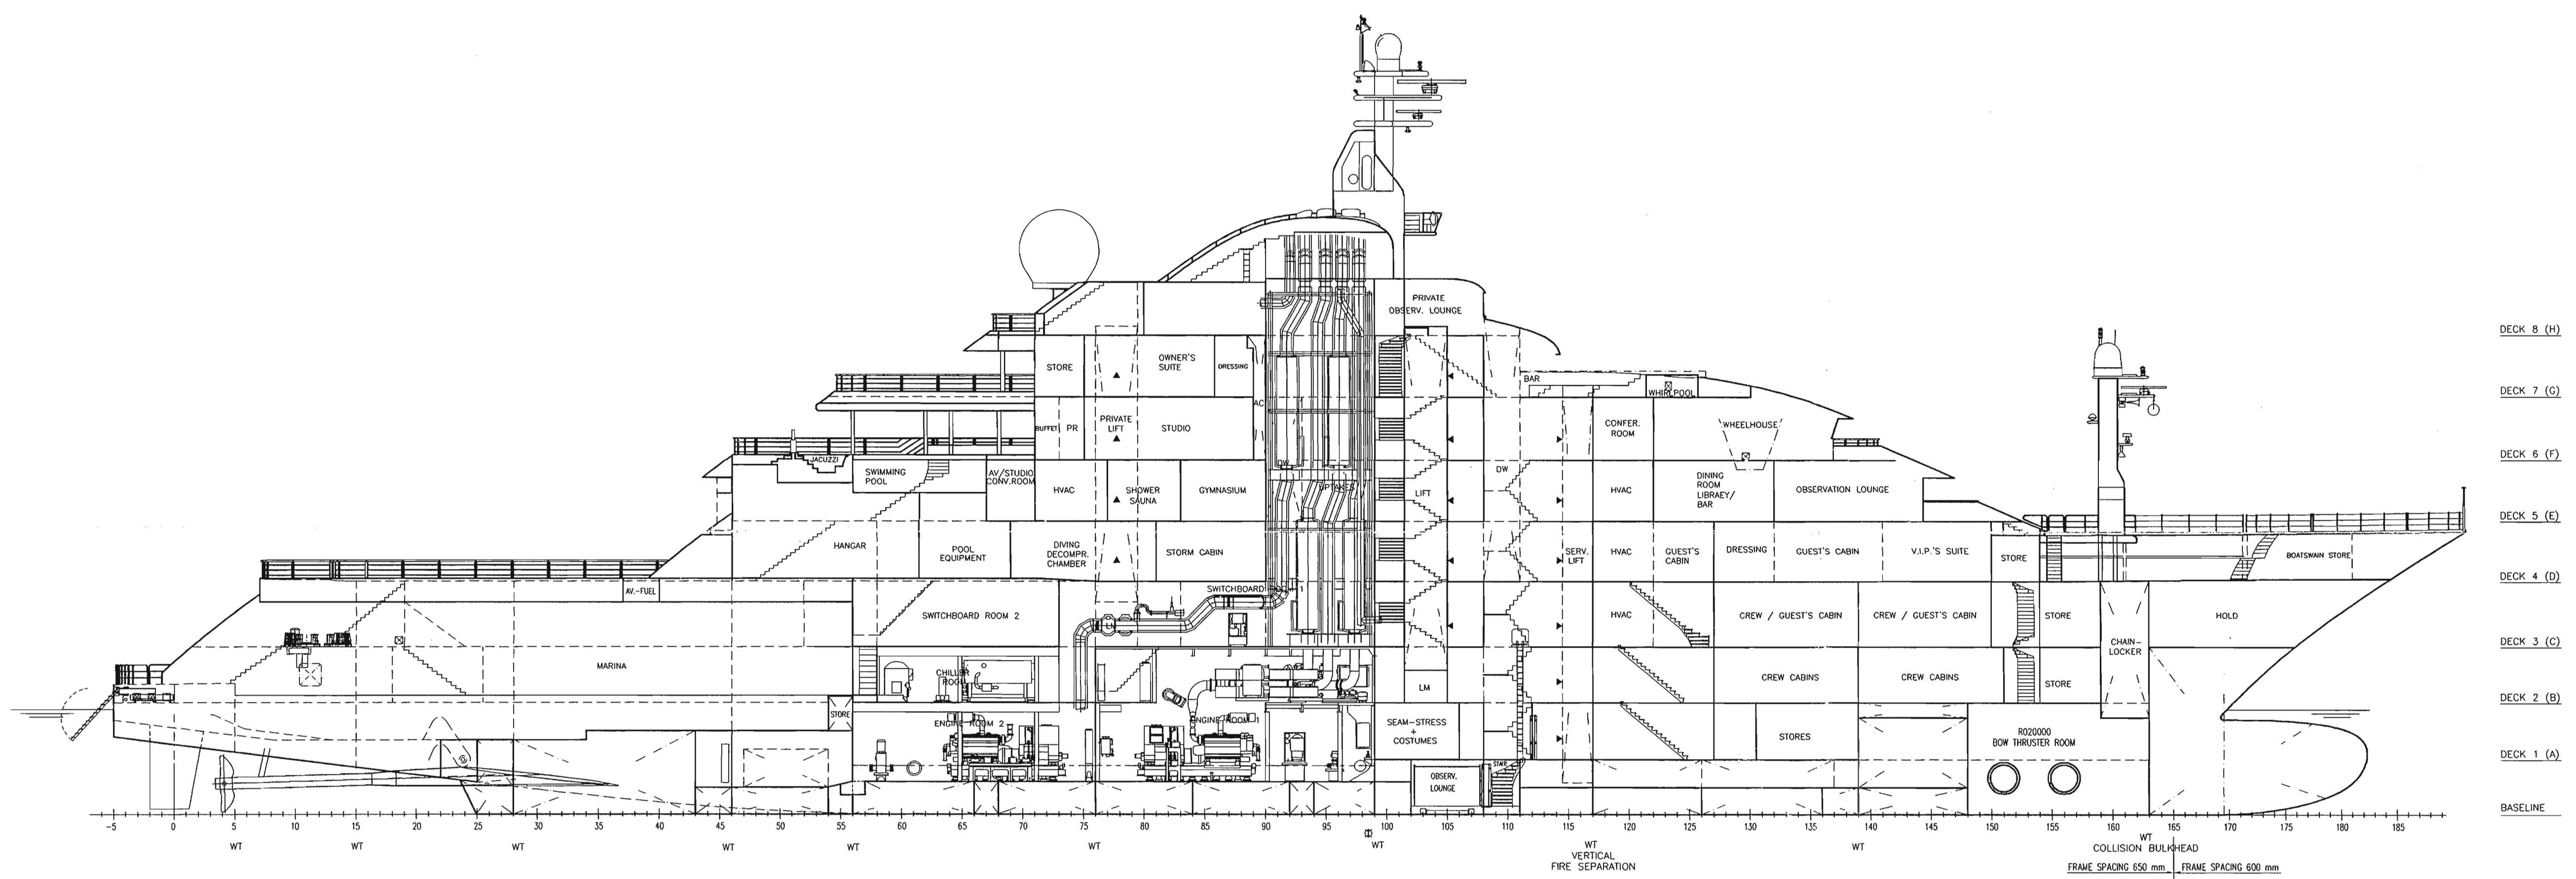 PRIVATE
OBSERV. LOUNGE
DECK 8 (H)
STORE
OWNER'S
SUITE
DRESSING
BAR
WHIRLPOOL
DECK 7 (G)
AC
BUFFET
PR
PRIVATE
LIFT
STUDIO
CONFER.
ROOM
WHEELHOUSE
DECK 6 (F)
JACUZZI
SWIMMING
POOL
AV/STUDIO
CONV.ROOM
HVAC
SHOWER
SAUNA
GYMNASIUM
DW
UPTAKES
LIFT
DW
HVAC
DINING
ROOM
LIBRAEY/
BAR
OBSERVATION LOUNGE
DECK 5 (E)
HANGAR
POOL
EQUIPMENT
DIVING
DECOMPR.
CHAMBER
STORM CABIN
SERV.
LIFT
HVAC
GUEST'S
CABIN
DRESSING
GUEST'S CABIN
V.I.P.'S SUITE
STORE
BOATSWAIN STORE
DECK 4 (D)
AV.-FUEL
SWITCHBOARD ROOM 2
SWITCHBOARD ROOM 1
HVAC
CREW / GUEST'S CABIN
CREW / GUEST'S CABIN
STORE
CHAIN-
LOCKER
HOLD
DECK 3 (C)
MARINA
CHILLER
ROOM
LM
CREW CABINS
CREW CABINS
STORE
DECK 2 (B)
STORE
ENGINE ROOM 2
ENGINE ROOM 1
SEAM-STRESS
+
COSTUMES
STORES
RO20000
BOW THRUSTER ROOM
DECK 1 (A)
OBSERV.
LOUNGE
STWR
BASELINE
-5 0 5 10 15 20 25 30 35 40 45 50 55 60 65 70 75 80 85 90 95 100 105 110 115 120 125 130 135 140 145 150 155 160 165 170 175 180 185
WT WT WT WT WT WT WT WT WT WT
VERTICAL
FIRE SEPARATION
COLLISION BULKHEAD
FRAME SPACING 650 mm
FRAME SPACING 600 mm